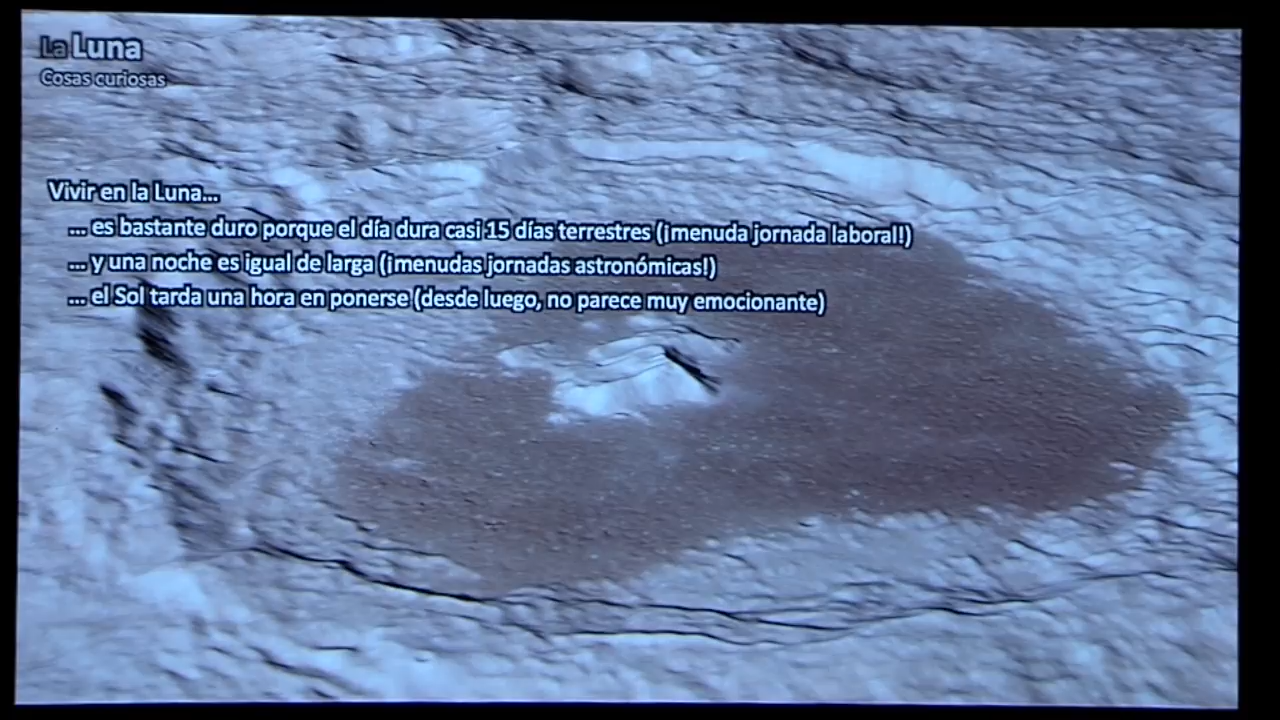 La Luna
Cosas curiosas
Vivir en la Luna...
... es bastante duro porque el día dura casi 15 días terrestres (¡menuda jornada laboral!)
... y una noche es igual de larga (¡menudas jornadas astronómicas!)
... el Sol tarda una hora en ponerse (desde luego, no parece muy emocionante)